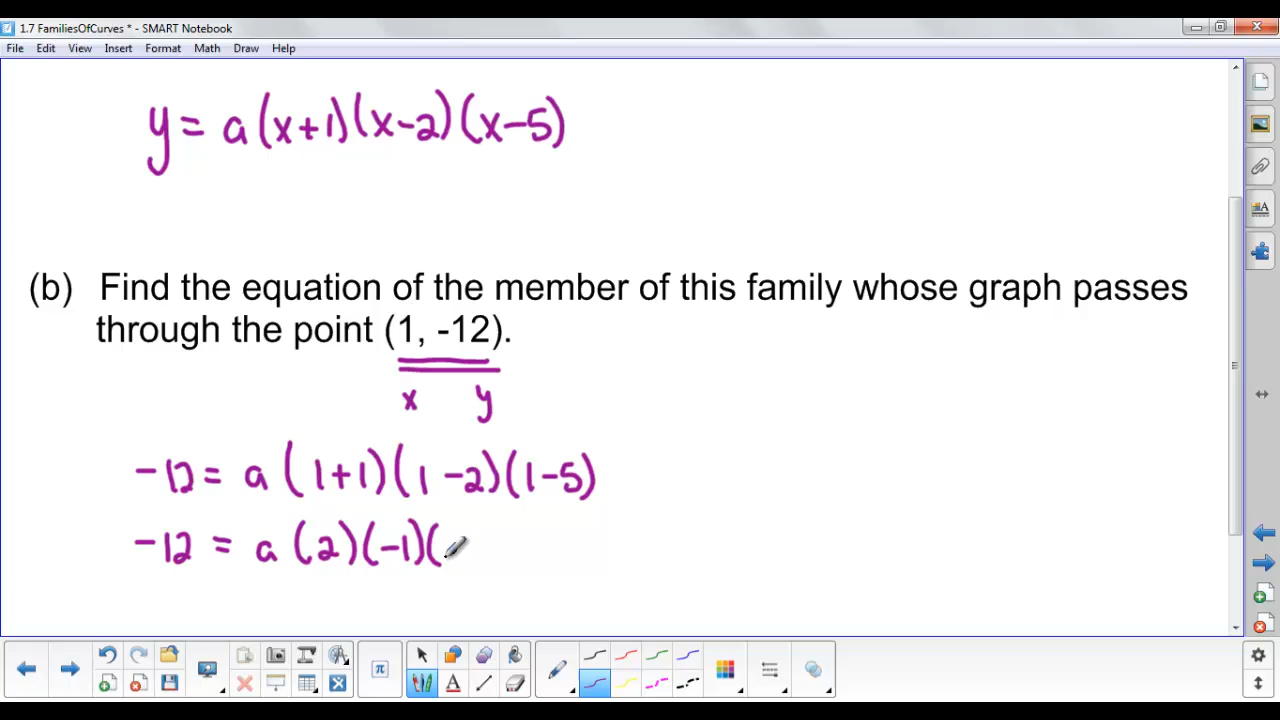 1.7 FamiliesOfCurves * - SMART Notebook
File Edit View Insert Format Math Draw Help
y = a(x+1)(x-2)(x-5)
(b) Find the equation of the member of this family whose graph passes
through the point (1, -12).
x y
-12 = a(1+1)(1-2)(1-5)
-12 = a(2)(-1)(
π
A